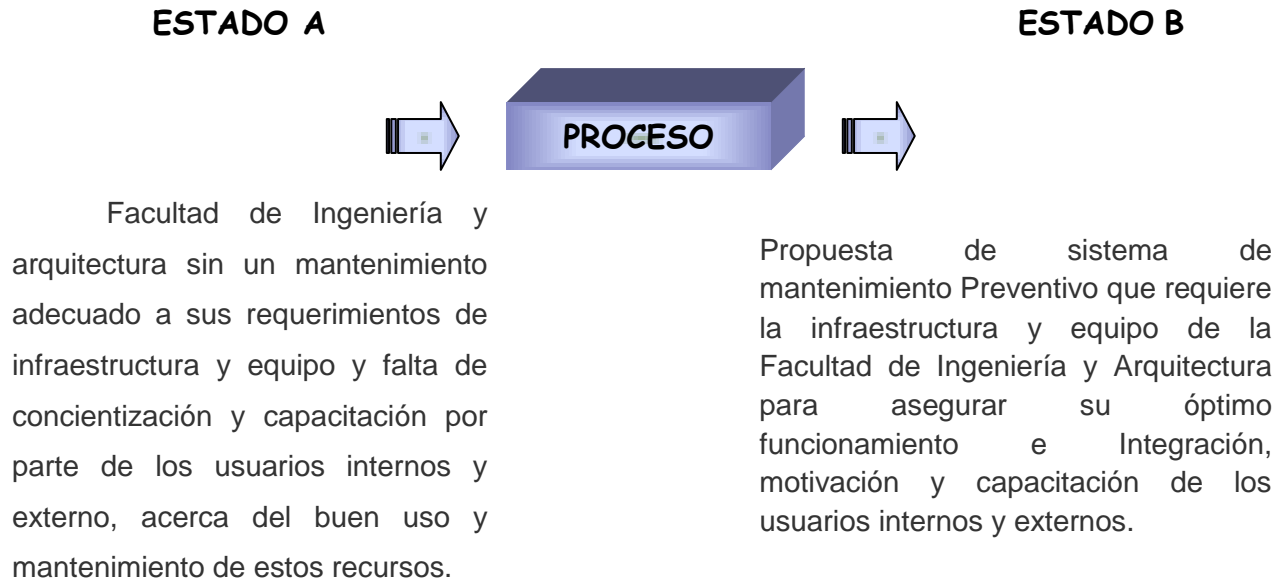 ESTADO A
ESTADO B
PROCESO
Facultad de Ingeniería y
arquitectura sin un mantenimiento
adecuado a sus requerimientos de
infraestructura y equipo y falta de
concientización y capacitación por
parte de los usuarios internos y
externo, acerca del buen uso y
mantenimiento de estos recursos.
Propuesta de sistema de
mantenimiento Preventivo que requiere
la infraestructura y equipo de la
Facultad de Ingeniería y Arquitectura
para asegurar su óptimo
funcionamiento e Integración,
motivación y capacitación de los
usuarios internos y externos.